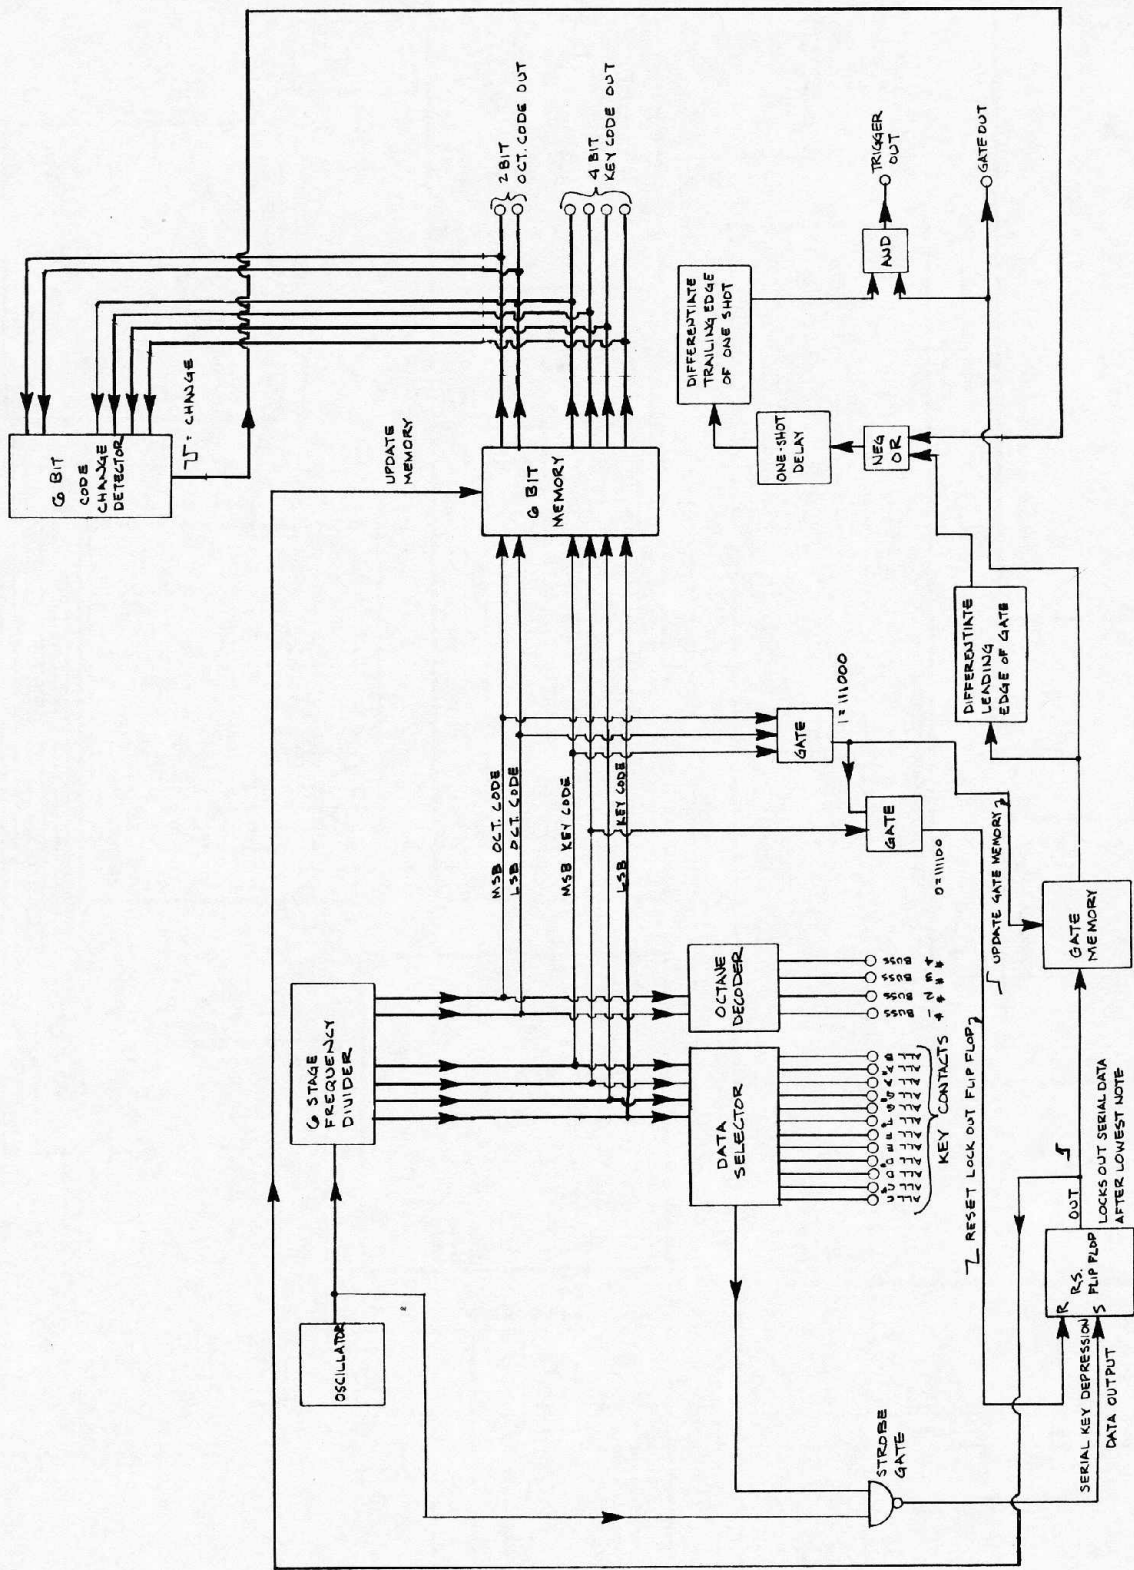 6 BIT
CODE
CHANGE
DETECTOR
= CHANGE
2 BIT
OCT. CODE OUT
4 BIT
KEY CODE OUT
UPDATE
MEMORY
6 BIT
MEMORY
TRIGGER
OUT
GATE OUT
AND
DIFFERENTIATE
TRAILING EDGE
OF ONE SHOT
ONE-SHOT
DELAY
NEG
OR
DIFFERENTIATE
LEADING
EDGE OF GATE
MSB OCT. CODE
LSB OCT. CODE
MSB KEY CODE
LSB KEY CODE
GATE
1 = 111000
GATE
0 = 111100
UPDATE GATE MEMORY
GATE
MEMORY
6 STAGE
FREQUENCY
DIVIDER
OSCILLATOR
OCTAVE
DECODER
BUSS # 1
BUSS # 2
BUSS # 3
BUSS # 4
DATA
SELECTOR
KEY CONTACTS
RESET LOCK OUT FLIP FLOP
STROBE
GATE
SERIAL KEY DEPRESSION
DATA OUTPUT
R
S
R.S.
FLIP FLOP
OUT
LOCKS OUT SERIAL DATA
AFTER LOWEST NOTE